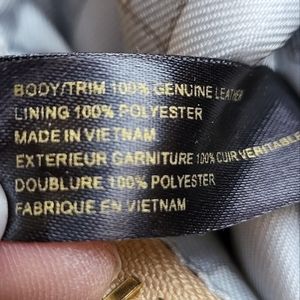 BODY/TRIM 100% GENUINE LEATHER
LINING 100% POLYESTER
MADE IN VIETNAM
EXTERIEUR GARNITURE 100% CUIR VERITABLE
DOUBLURE 100% POLYESTER
FABRIQUE EN VIETNAM